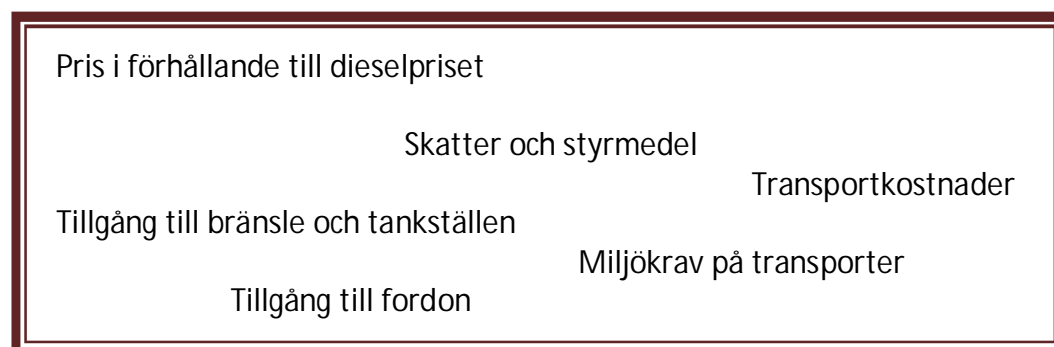 Pris i förhållande till dieselpriset
Skatter och styrmedel
Transportkostnader
Tillgång till bränsle och tankställen
Miljökrav på transporter
Tillgång till fordon